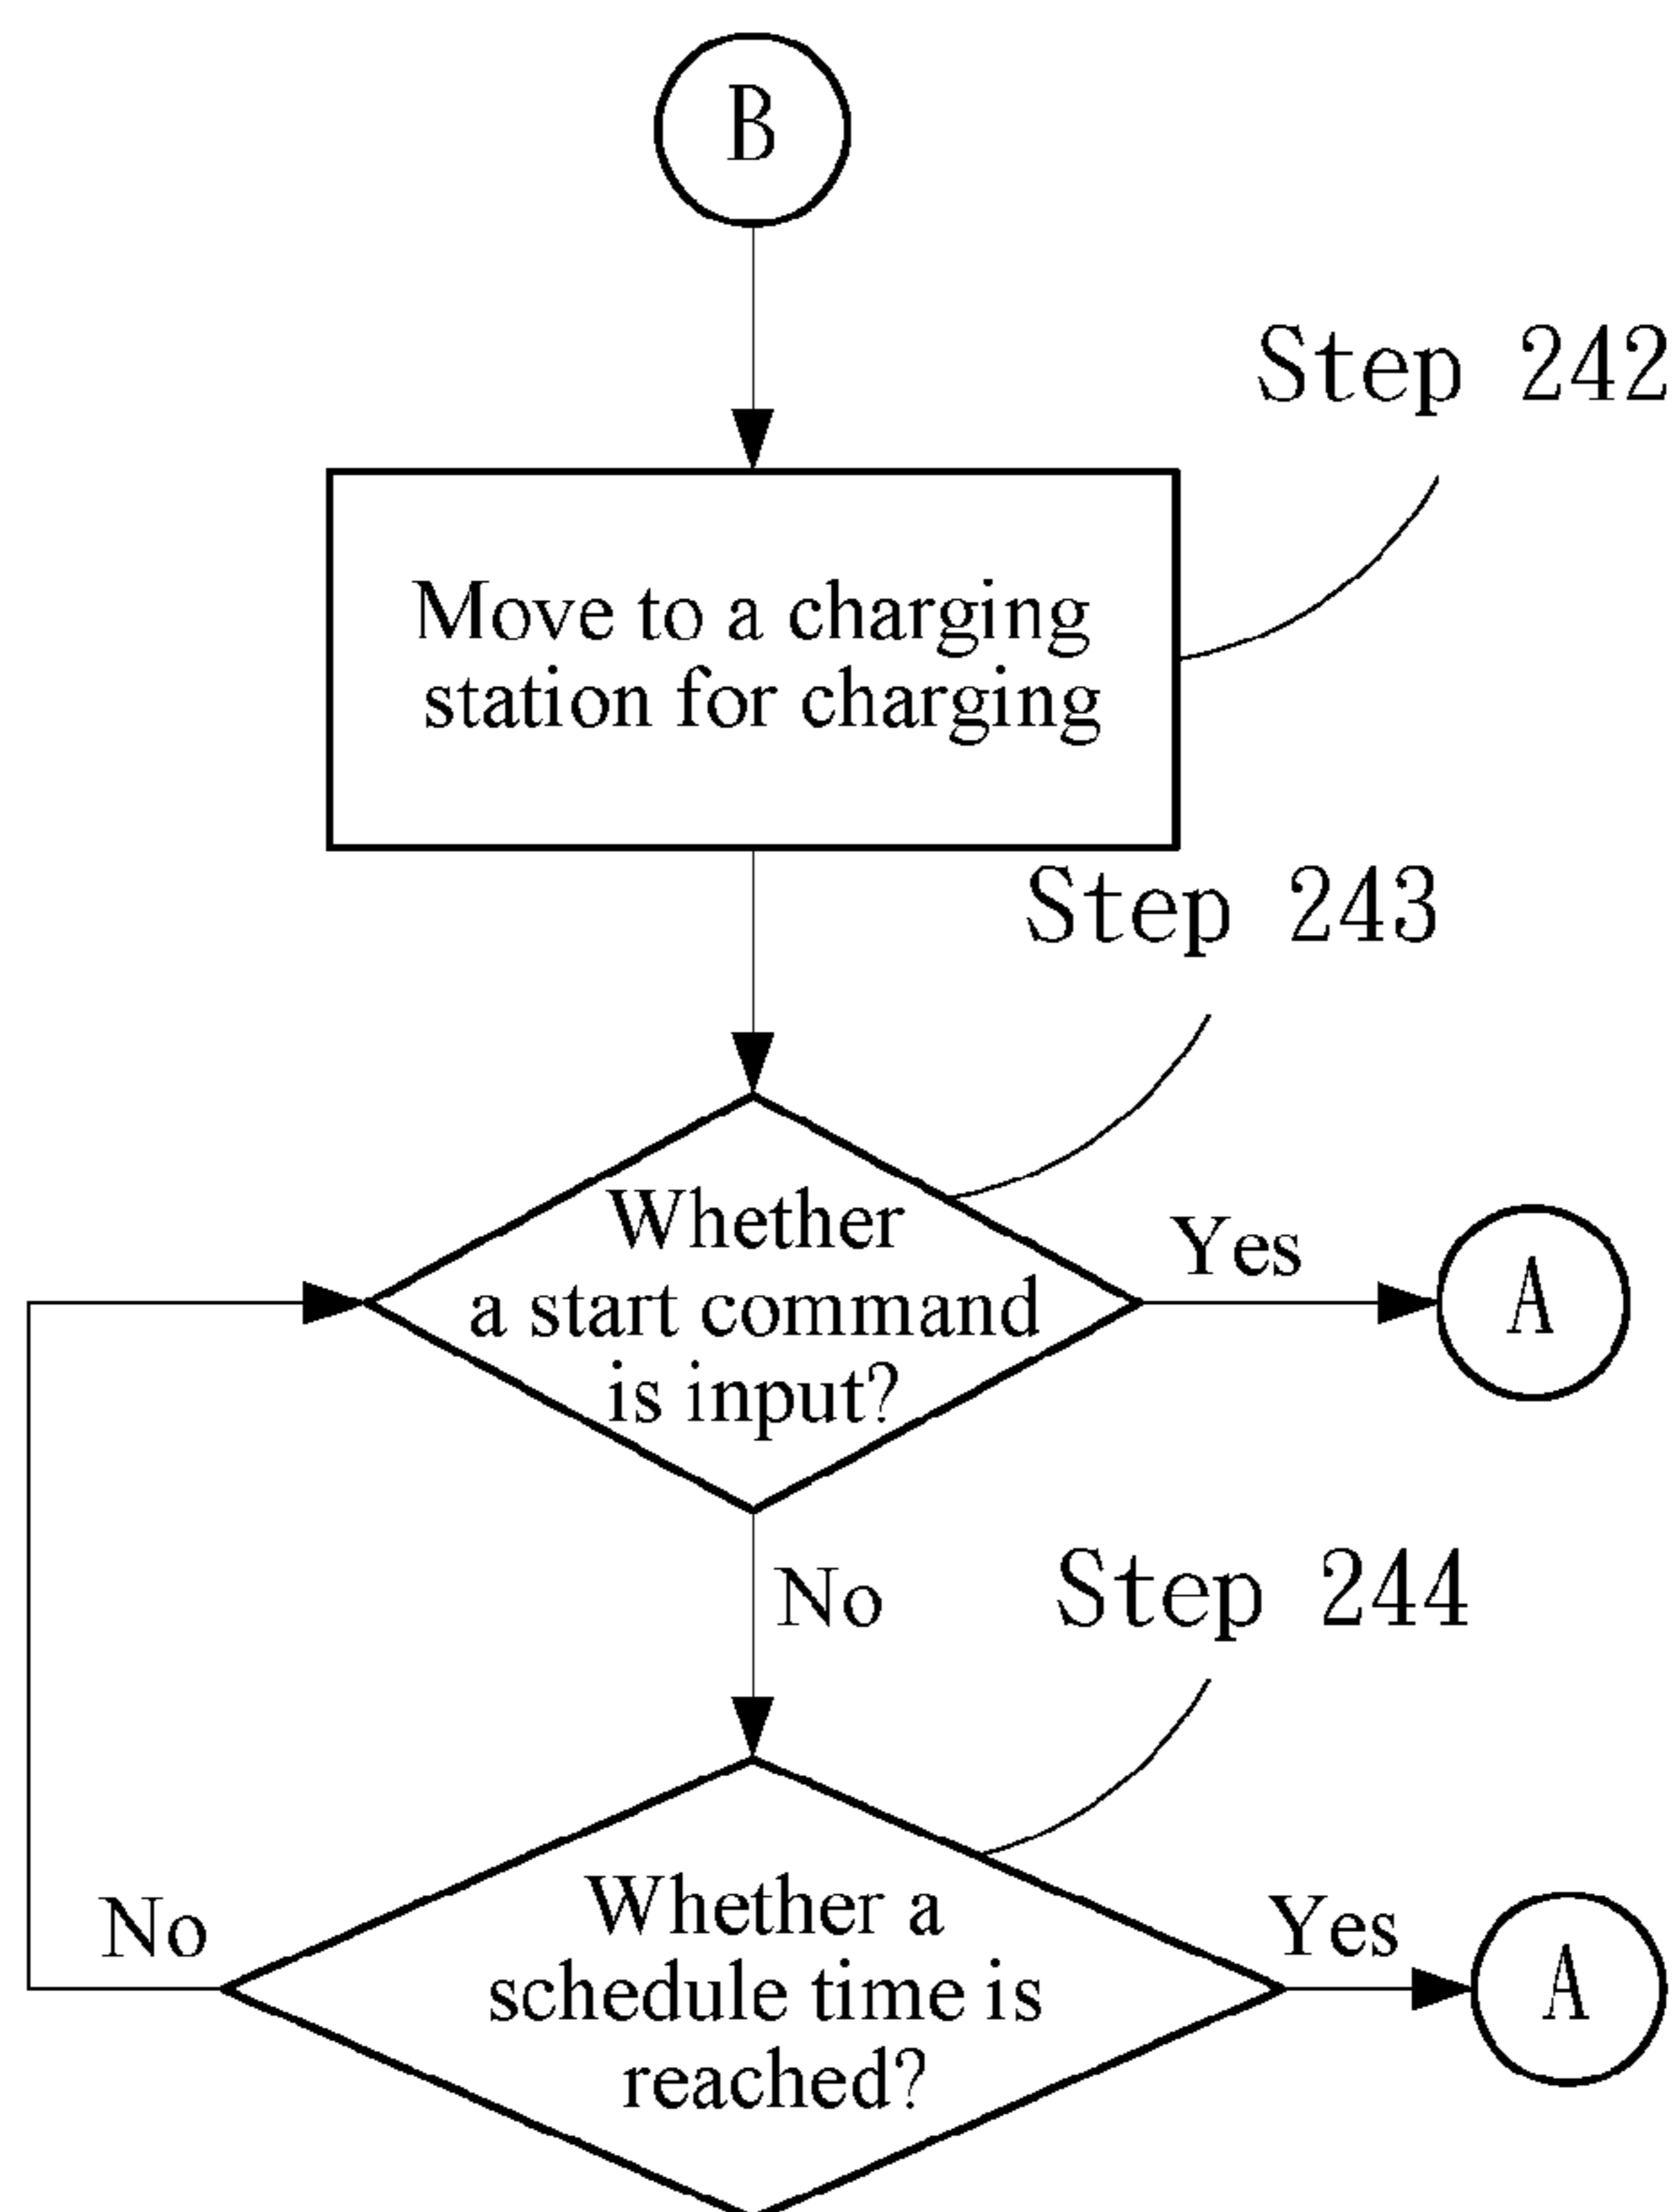 B
Step 242
Move to a charging
station for charging
Step 243
Whether
a start command
is input?
Yes
A
No
Step 244
Whether a
schedule time is
reached?
Yes
A
No